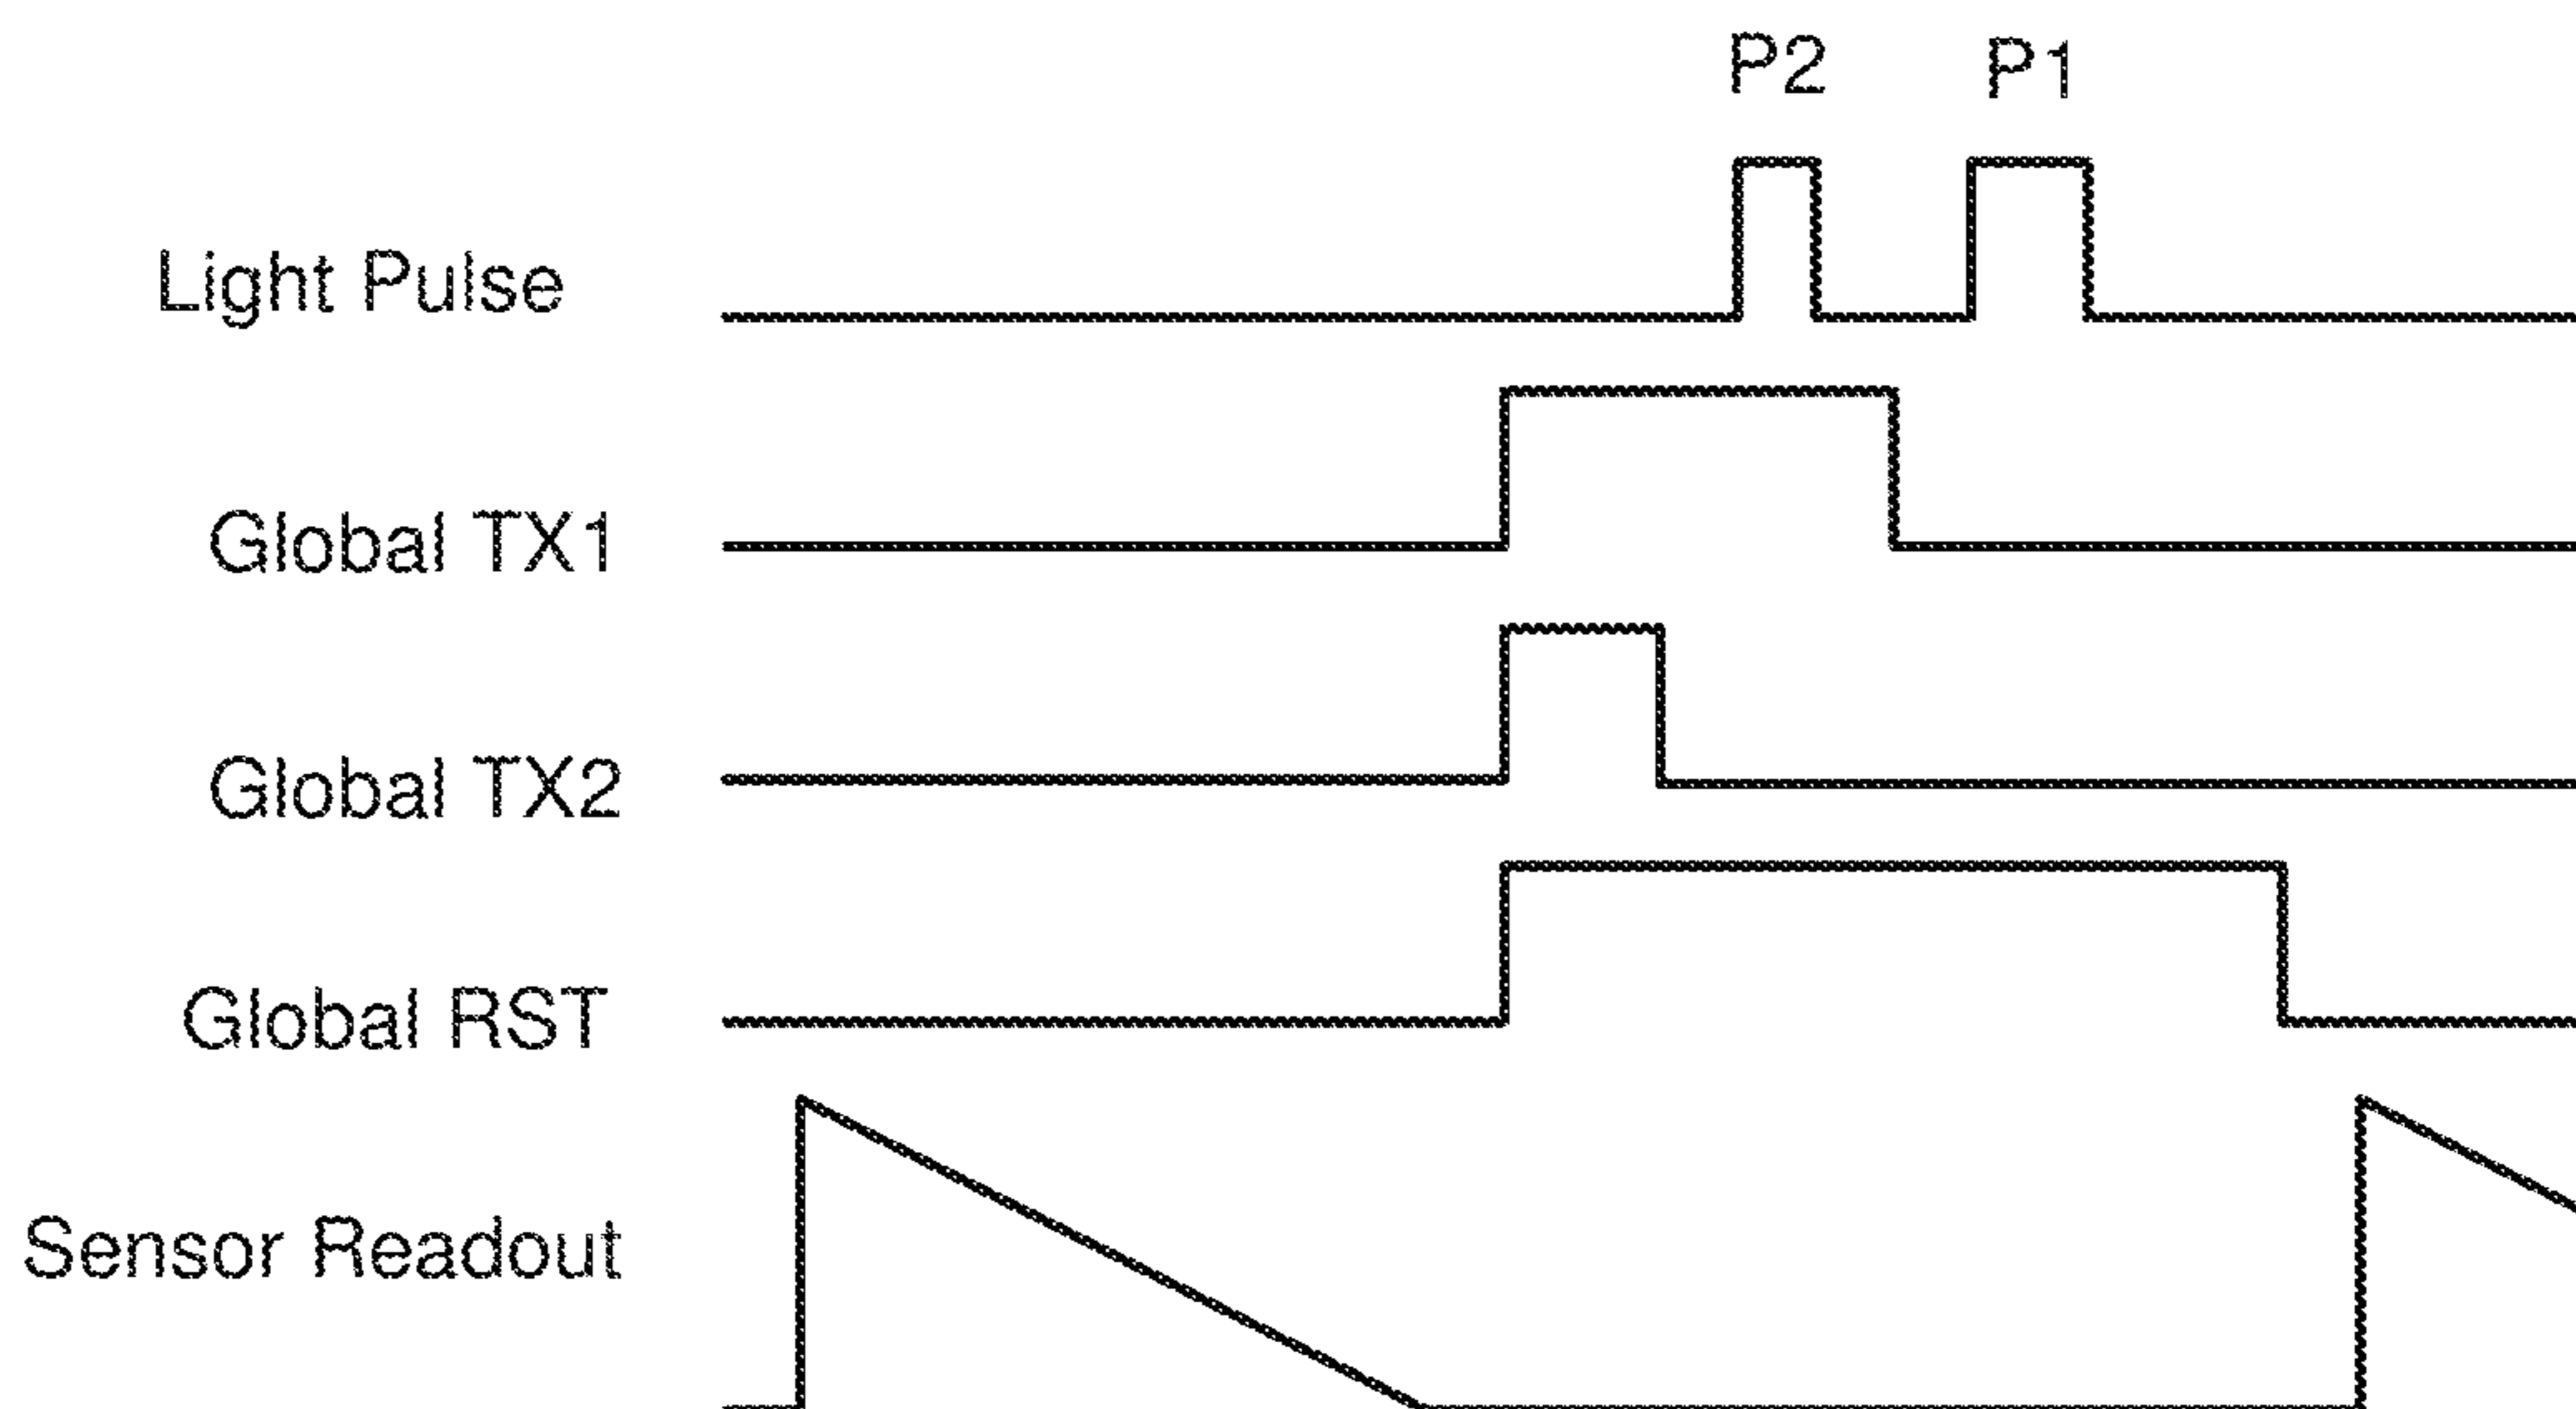 P2 P1
Light Pulse
Global TX1
Global TX2
Global RST
Sensor Readout